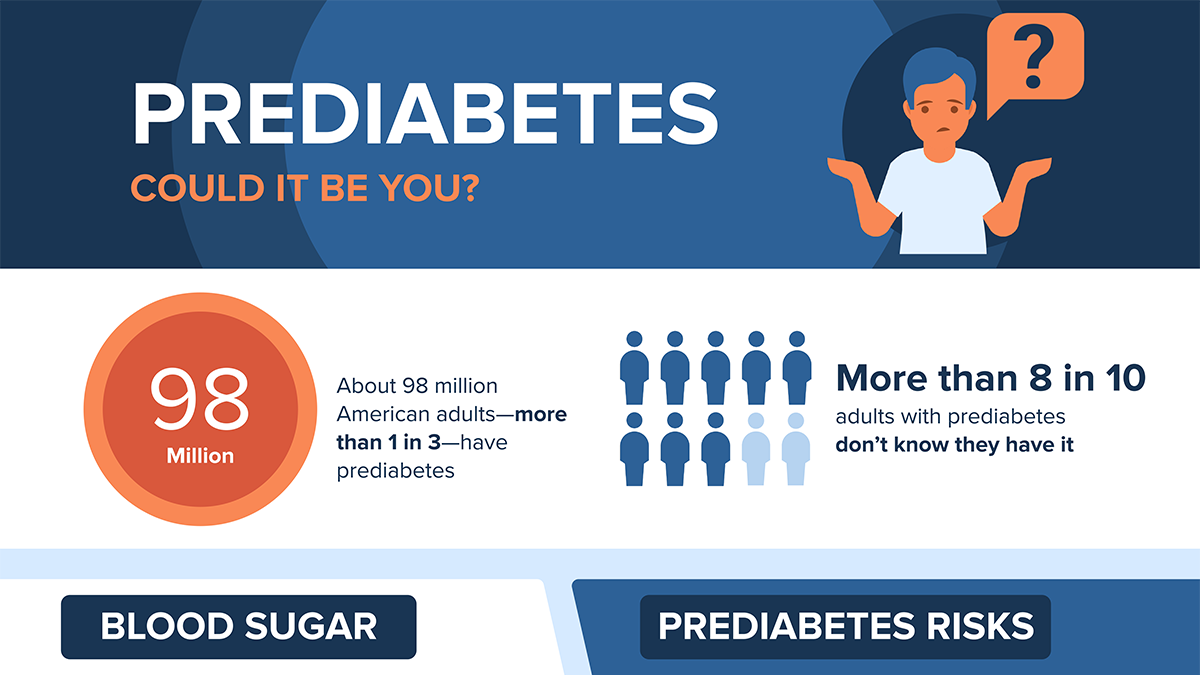 PREDIABETES
COULD IT BE YOU?
?
98
Million
About 98 million
American adults—more
than 1 in 3—have
prediabetes
More than 8 in 10
adults with prediabetes
don’t know they have it
BLOOD SUGAR
PREDIABETES RISKS